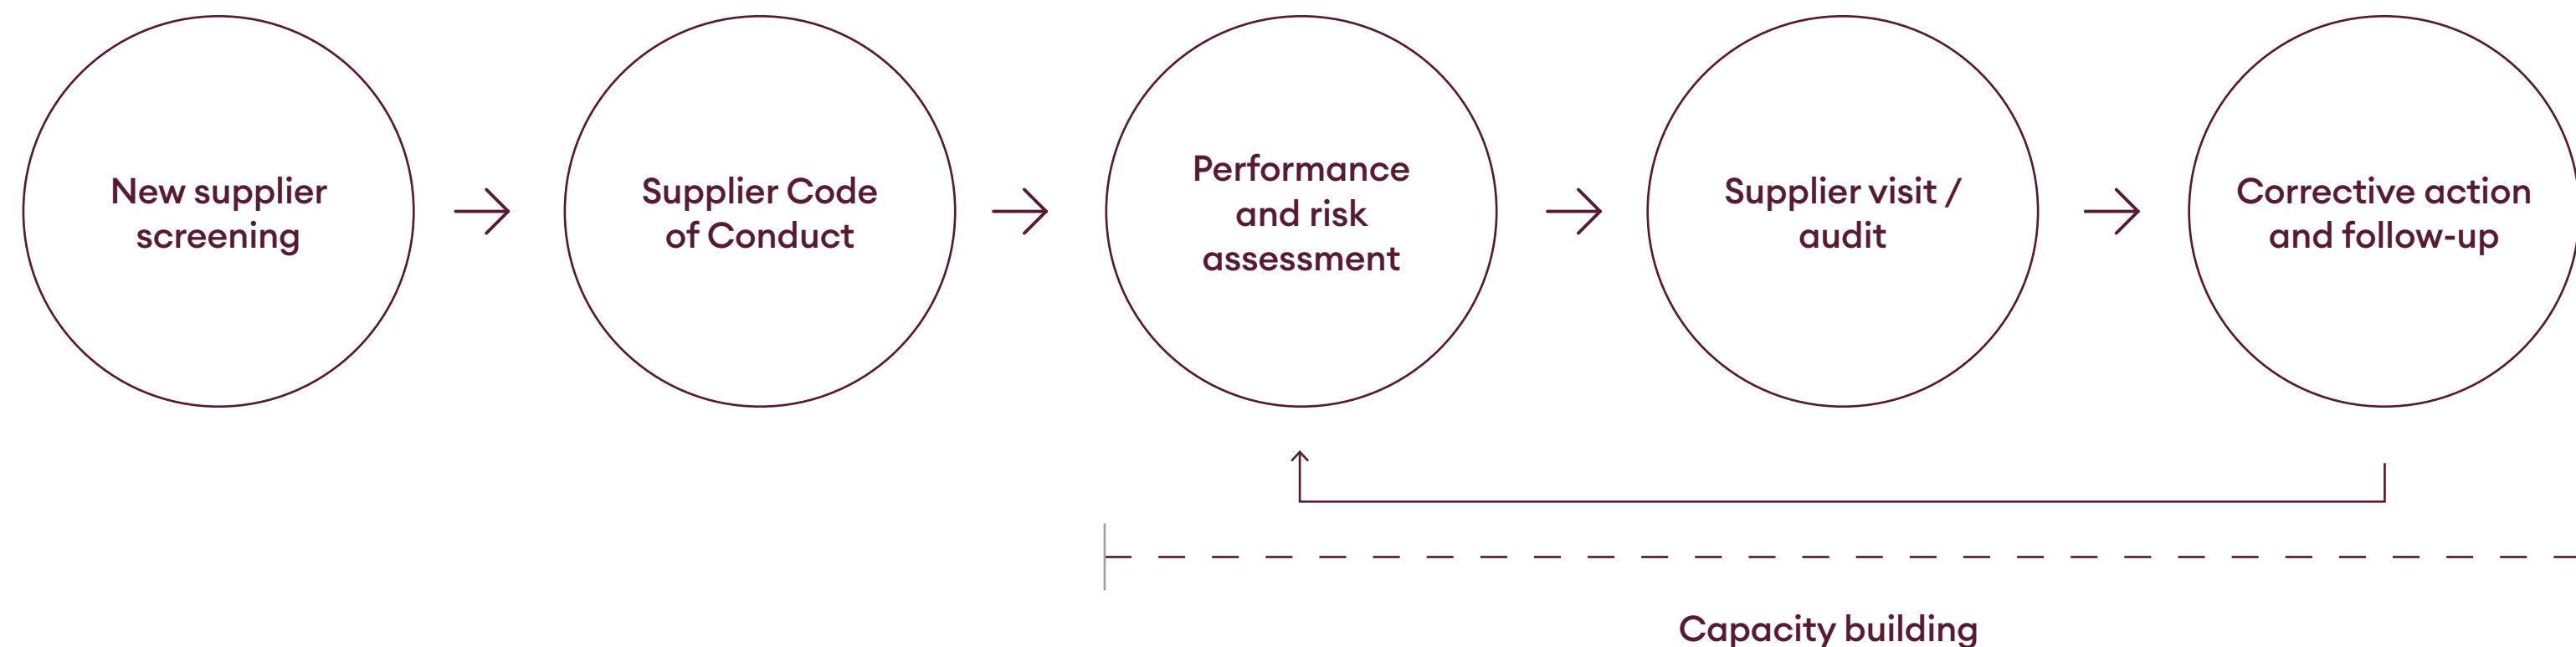 New supplier
screening
Supplier Code
of Conduct
Performance
and risk
assessment
Supplier visit /
audit
Corrective action
and follow-up
Capacity building